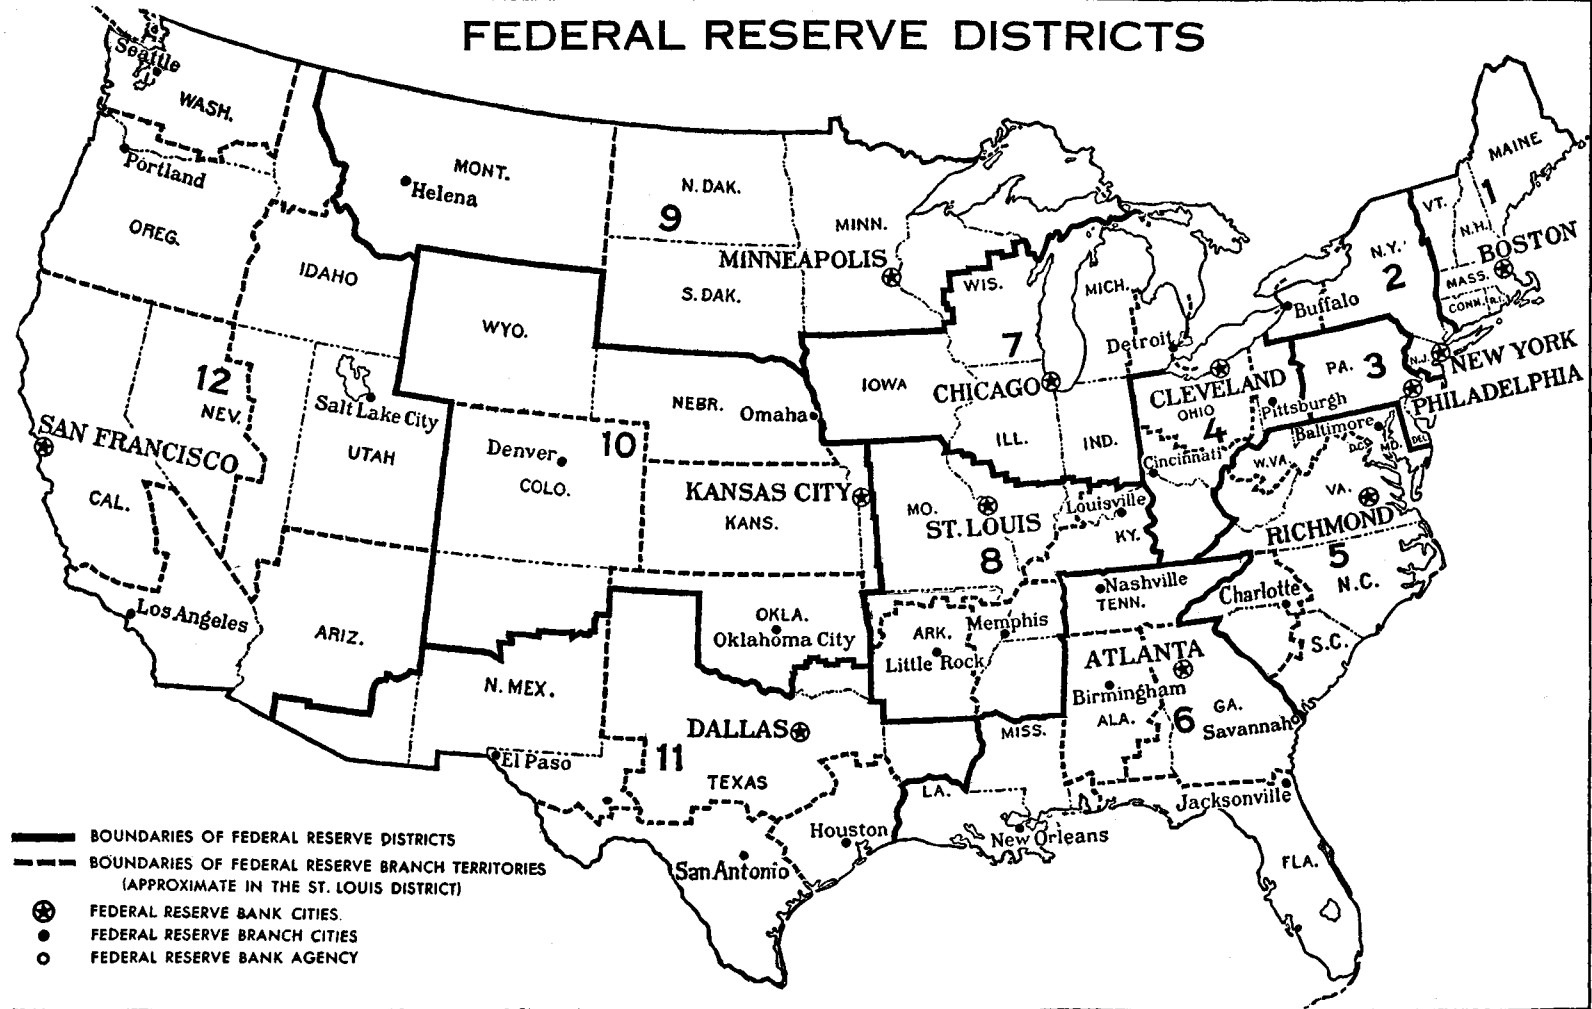 FEDERAL RESERVE DISTRICTS
Seattle
WASH.
Portland
OREG.
MONT.
Helena
IDAHO
N. DAK.
9
S. DAK.
MINN.
MINNEAPOLIS
WYO.
WIS.
MICH.
7
Detroit
IOWA
CHICAGO
ILL.
IND.
MAINE
1
VT.
N.H.
BOSTON
MASS.
CONN.
R.I.
N.Y.
2
Buffalo
N.J.
NEW YORK
PA.
3
PHILADELPHIA
CLEVELAND
OHIO
4
Pittsburgh
Cincinnati
Baltimore
D.C.
MD.
DEL.
W.VA.
VA.
RICHMOND
5
N.C.
Charlotte
S.C.
12
NEV.
Salt Lake City
UTAH
SAN FRANCISCO
CAL.
Los Angeles
ARIZ.
NEBR.
Omaha
10
Denver
COLO.
KANSAS CITY
KANS.
MO.
ST. LOUIS
8
Louisville
KY.
OKLA.
Oklahoma City
ARK.
Little Rock
Memphis
Nashville
TENN.
ATLANTA
Birmingham
ALA.
6
GA.
Savannah
MISS.
N. MEX.
El Paso
DALLAS
11
TEXAS
Houston
San Antonio
LA.
New Orleans
Jacksonville
FLA.
BOUNDARIES OF FEDERAL RESERVE DISTRICTS
BOUNDARIES OF FEDERAL RESERVE BRANCH TERRITORIES
(APPROXIMATE IN THE ST. LOUIS DISTRICT)
FEDERAL RESERVE BANK CITIES.
FEDERAL RESERVE BRANCH CITIES
FEDERAL RESERVE BANK AGENCY